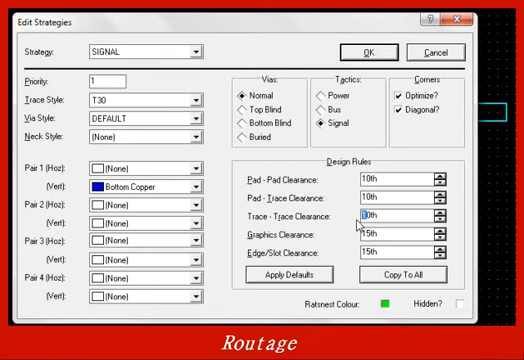 Edit Strategies
Strategy: SIGNAL
OK
Cancel
Priority: 1
Trace Style: T30
Via Style: DEFAULT
Neck Style: (None)
Vias:
Normal
Top Blind
Bottom Blind
Buried
Tactics
Power
Bus
Signal
Corners
Optimize?
Diagonal?
Pair 1 (Hoz): (None)
(Vert): Bottom Copper
Pair 2 (Hoz): (None)
(Vert): (None)
Pair 3 (Hoz): (None)
(Vert): (None)
Pair 4 (Hoz): (None)
(Vert): (None)
Design Rules
Pad - Pad Clearance: 10th
Pad - Trace Clearance: 10th
Trace - Trace Clearance: 10th
Graphics Clearance: 15th
Edge/Slot Clearance: 15th
Apply Defaults
Copy To All
Ratsnest Colour:
Hidden?
Routage